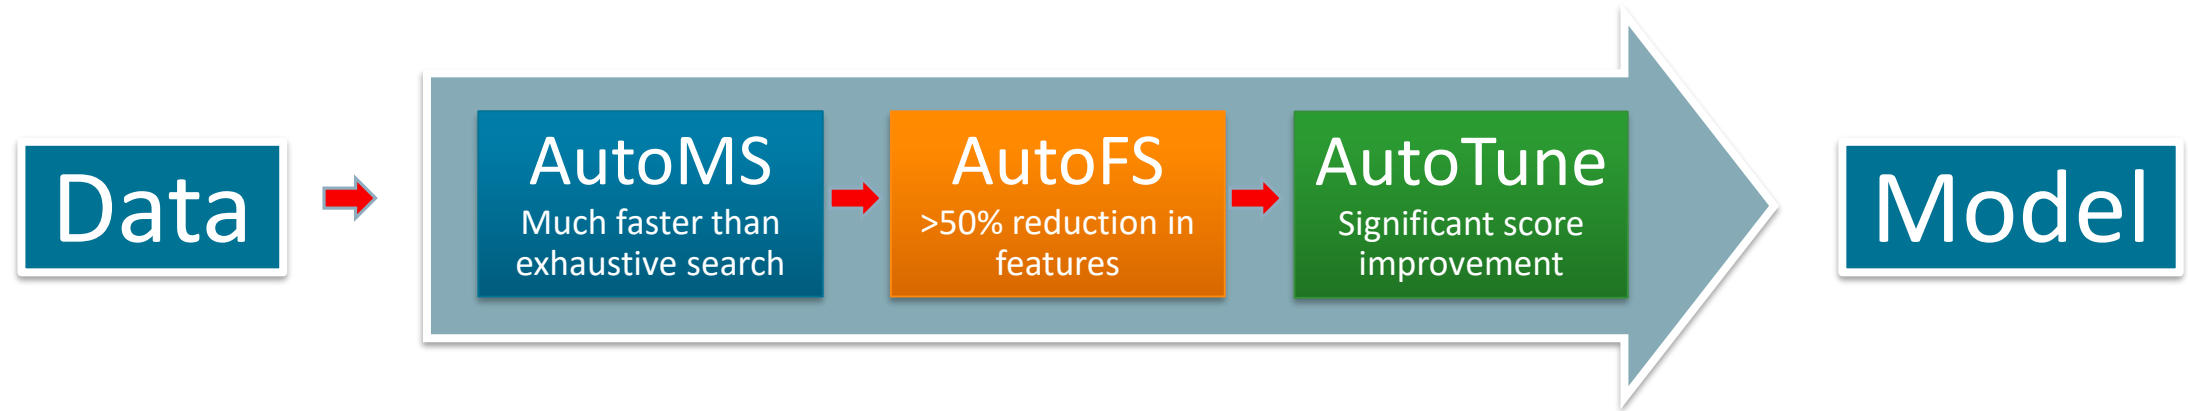 Data
AutoMS
Much faster than
exhaustive search
AutoFS
>50% reduction in
features
AutoTune
Significant score
improvement
Model